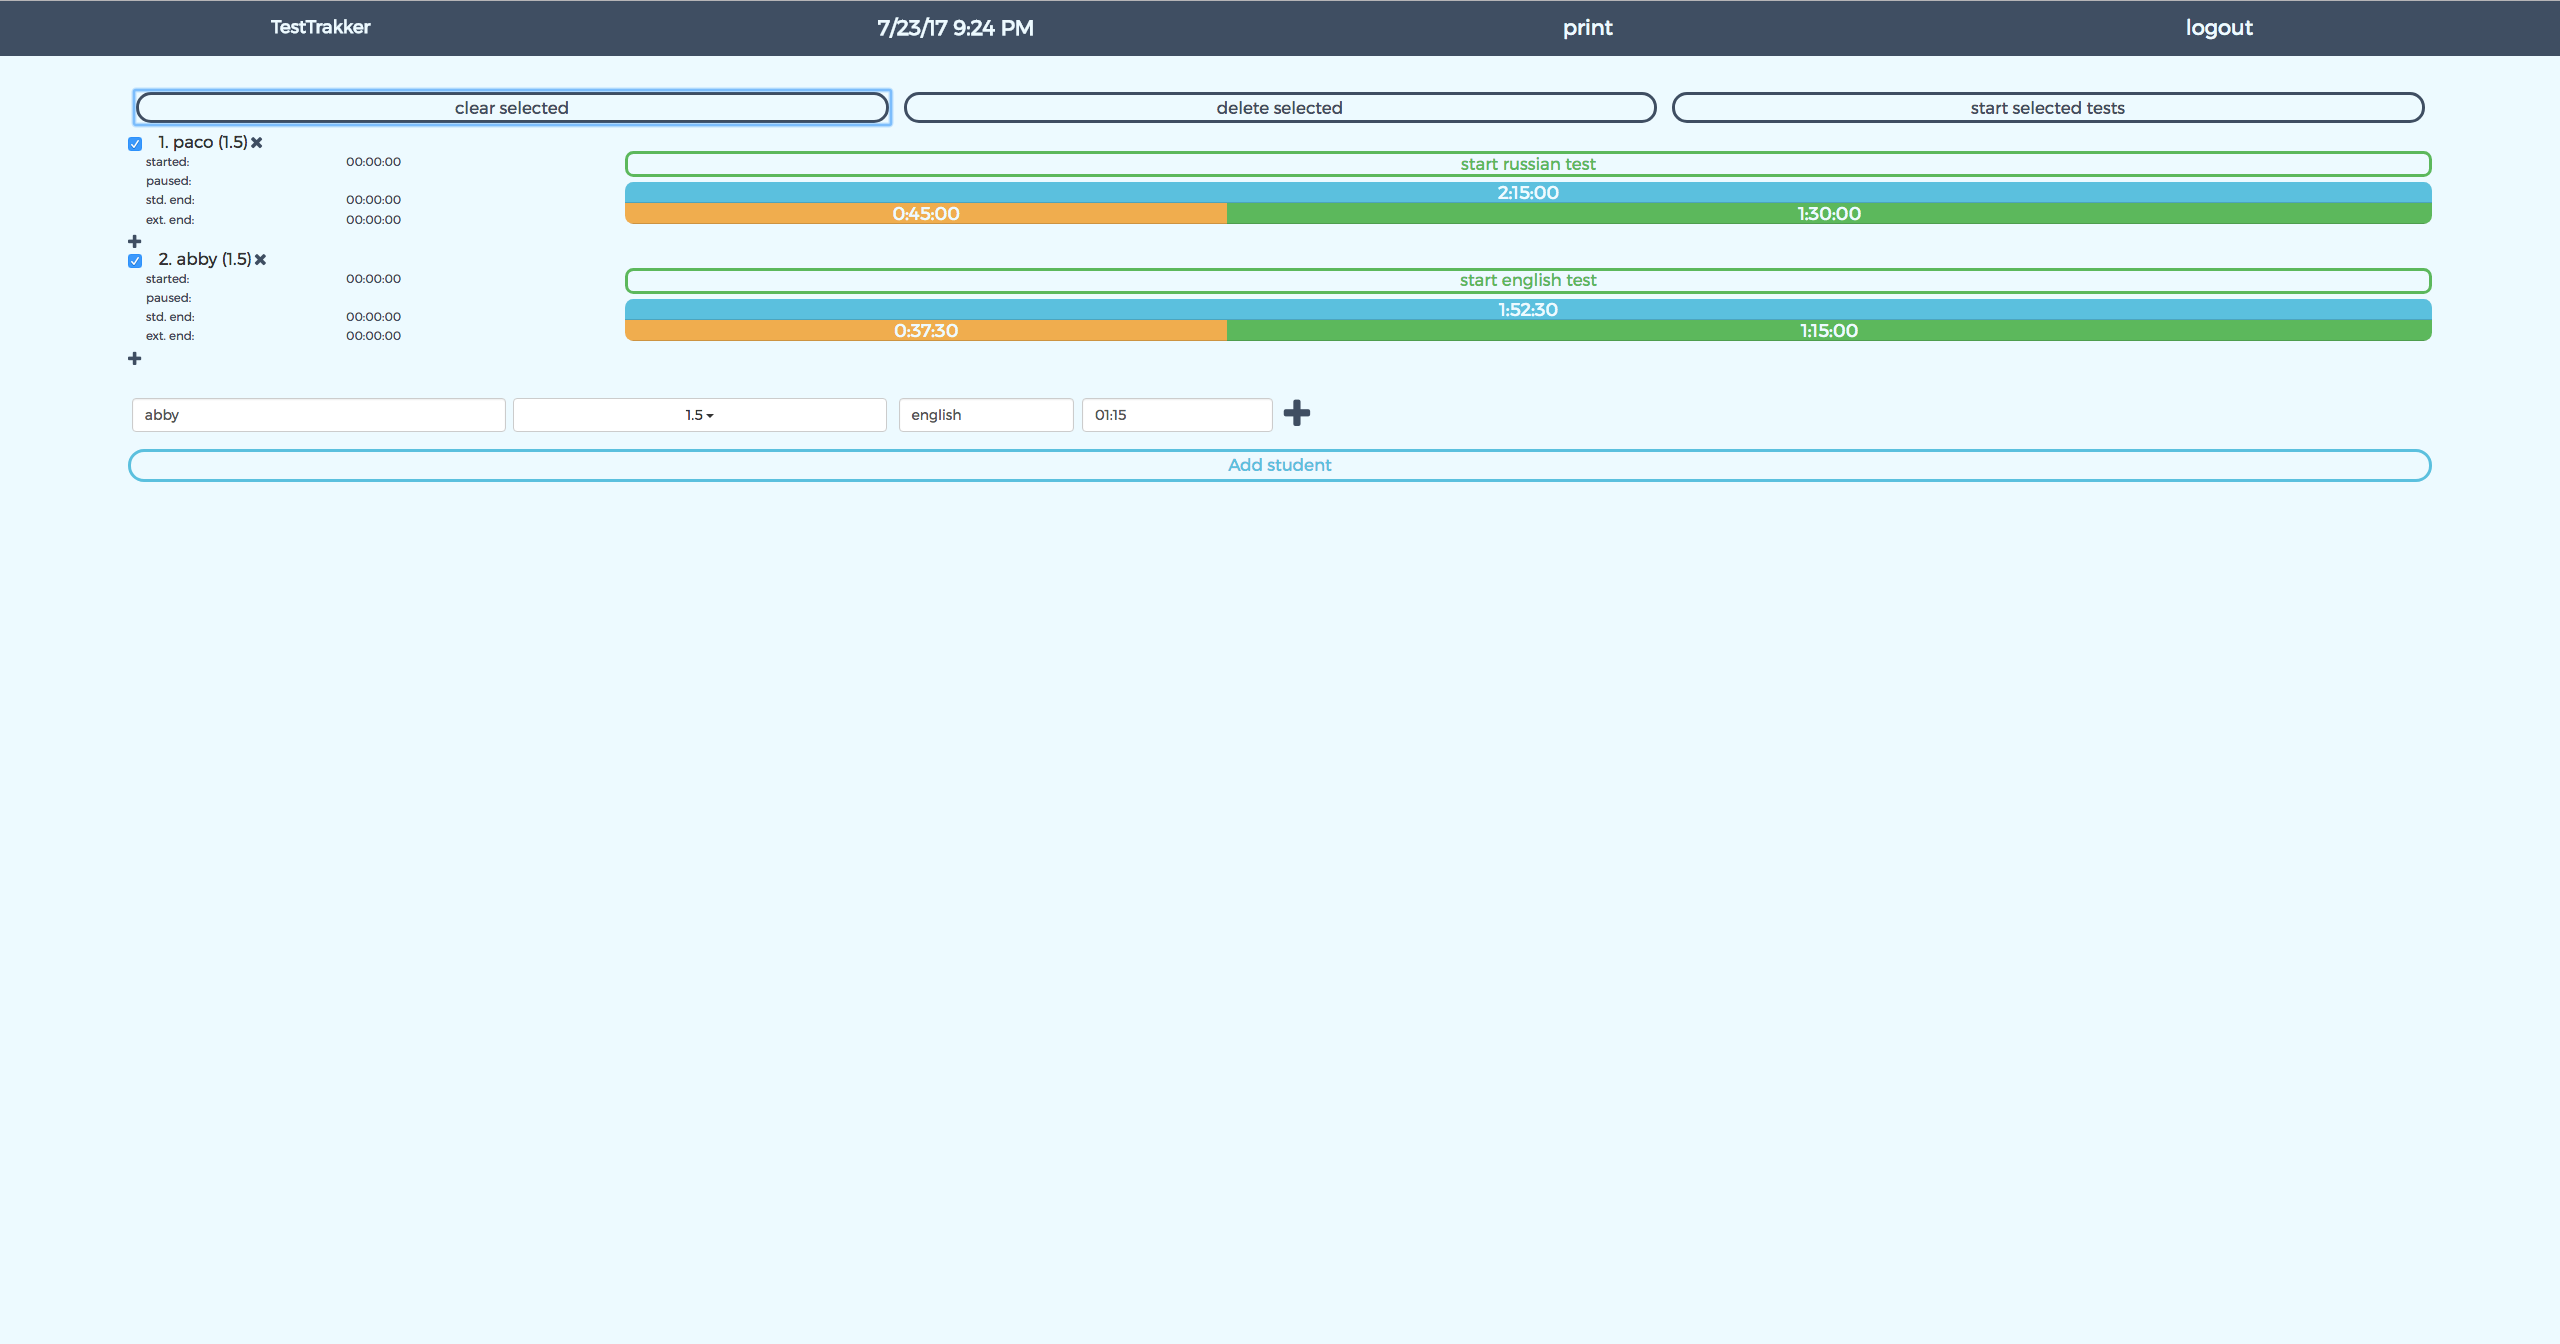 TestTrakker 7/23/17 9:24 PM print logout
clear selected delete selected start selected tests
1. paco (1.5)
started: 00:00:00
start russian test
paused:
2:15:00
std. end: 00:00:00
0:45:00 1:30:00
ext. end: 00:00:00
2. abby (1.5)
started: 00:00:00
start english test
paused:
1:52:30
std. end: 00:00:00
0:37:30 1:15:00
ext. end: 00:00:00
abby 1.5 english 01:15
Add student